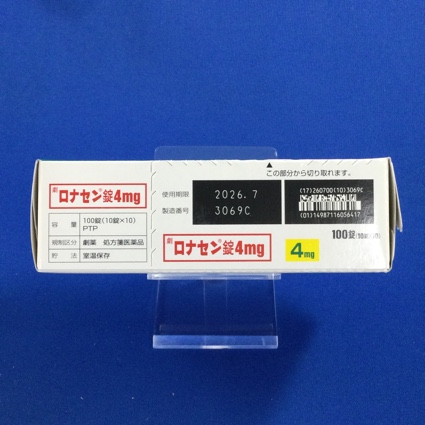 ▲
この部分から切り取れます。
劇 ロナセン®錠4mg
容量 100錠(10錠×10) PTP
規制区分 劇薬 処方箋医薬品
貯法 室温保存
使用期限 2026.7
製造番号 3069C
(17)260700(10)3069C
(01)14987116056417
劇 ロナセン®錠4mg
4mg
100錠